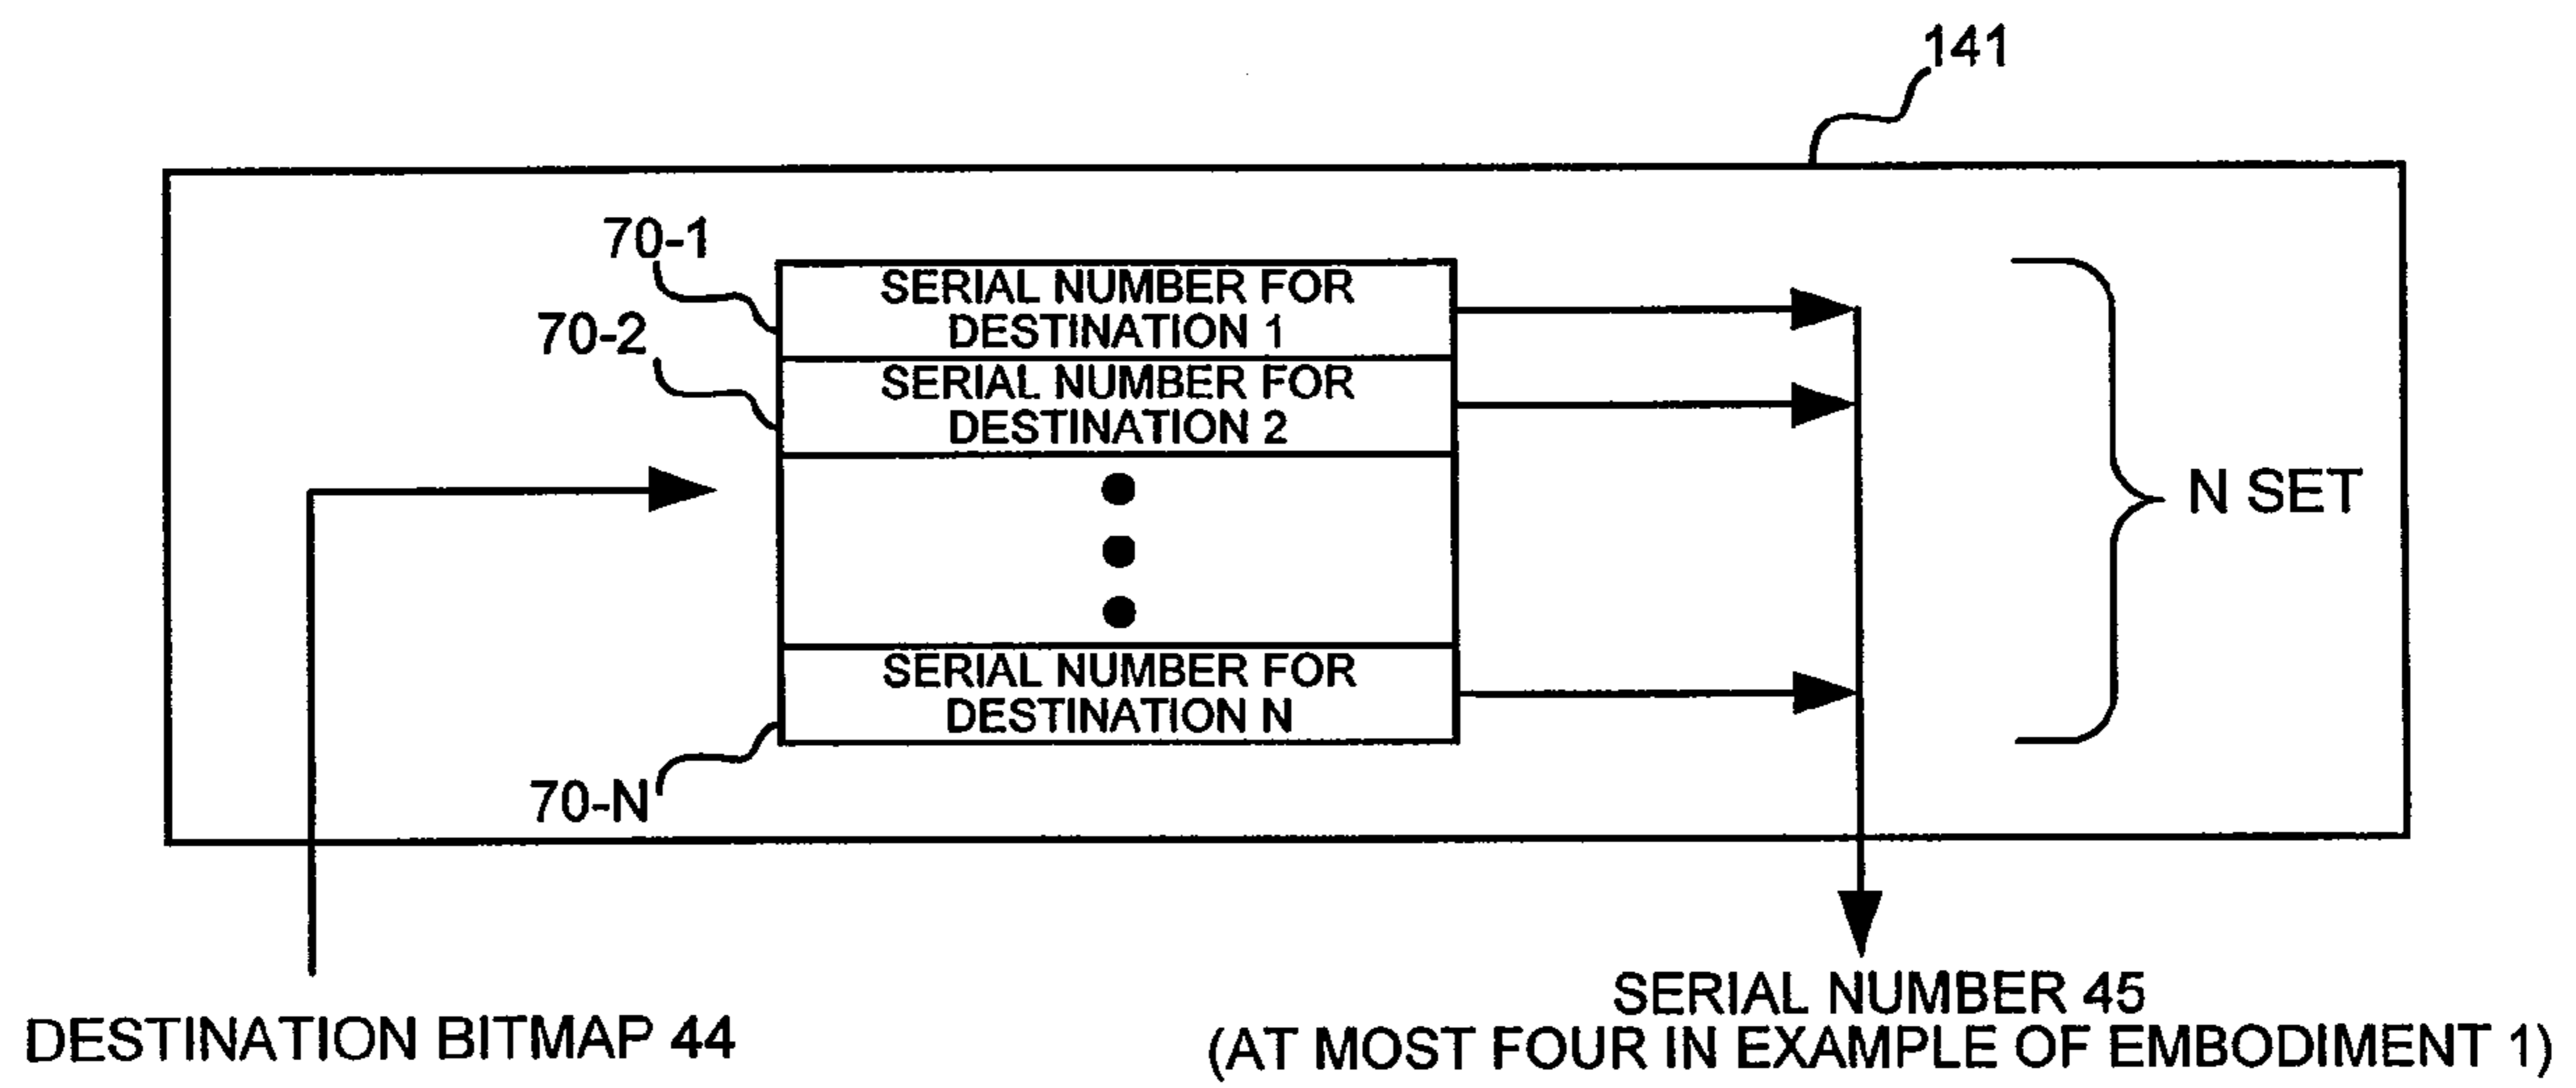 141
70-1
SERIAL NUMBER FOR
DESTINATION 1
70-2
SERIAL NUMBER FOR
DESTINATION 2
N SET
SERIAL NUMBER FOR
DESTINATION N
70-N
DESTINATION BITMAP 44
SERIAL NUMBER 45
(AT MOST FOUR IN EXAMPLE OF EMBODIMENT 1)